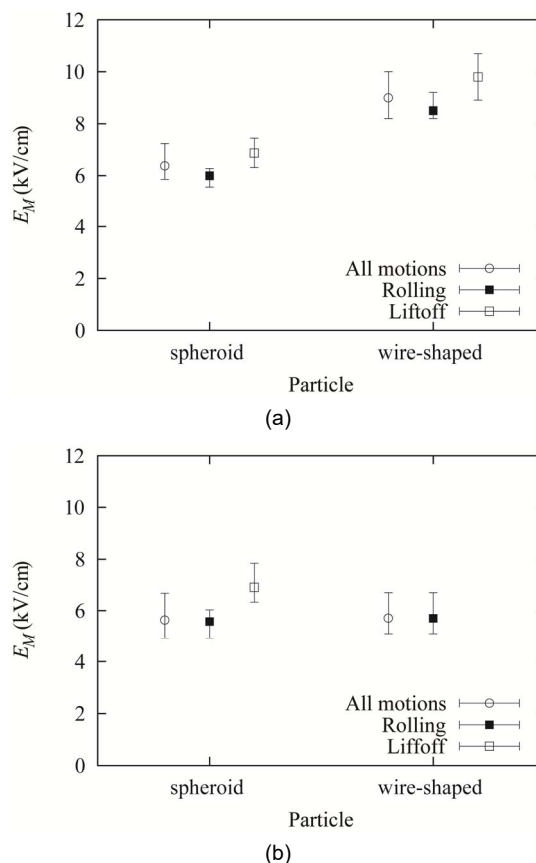 12
10
8
6
4
2
0
E_M (kV/cm)
All motions
Rolling
Liftoff
spheroid
wire-shaped
Particle
(a)
12
10
8
6
4
2
0
E_M (kV/cm)
All motions
Rolling
Liffoff
spheroid
wire-shaped
Particle
(b)